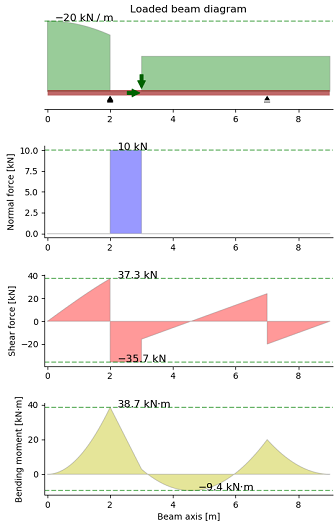 Loaded beam diagram
−20 kN / m
0 2 4 6 8
10 kN
Normal force [kN]
10.0
7.5
5.0
2.5
0.0
0 2 4 6 8
37.3 kN
Shear force [kN]
40
20
0
−20
−35.7 kN
0 2 4 6 8
38.7 kN·m
Bending moment [kN·m]
40
20
0
−9.4 kN·m
0 2 4 6 8
Beam axis [m]